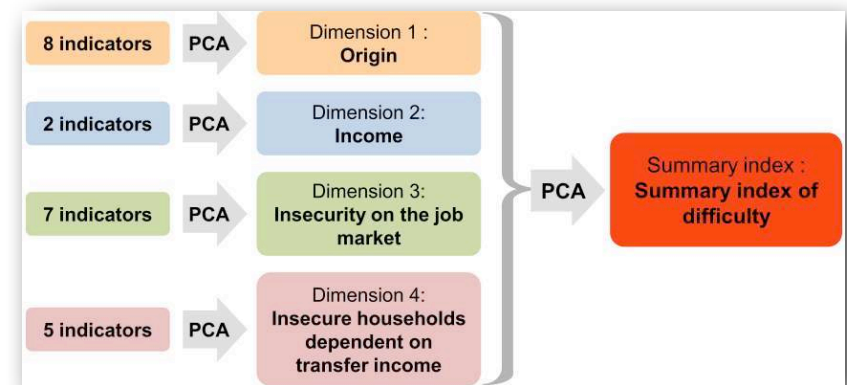 8 indicators
PCA
Dimension 1 :
Origin
2 indicators
PCA
Dimension 2:
Income
7 indicators
PCA
Dimension 3:
Insecurity on the job
market
5 indicators
PCA
Dimension 4:
Insecure households
dependent on
transfer income
PCA
Summary index :
Summary index of
difficulty